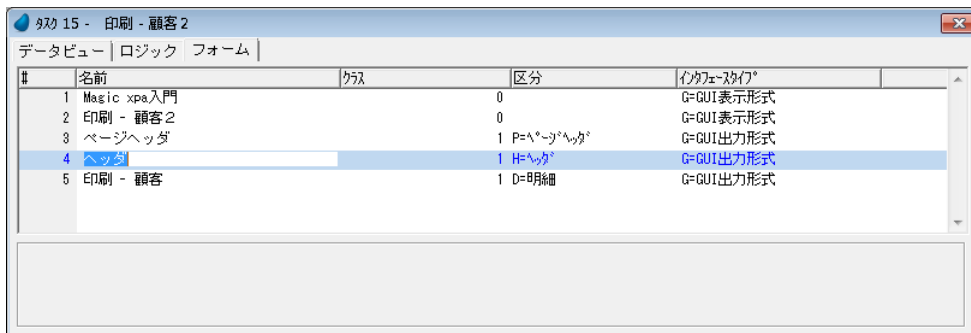 ﾀｽｸ 15 - 印刷 - 顧客２
データビュー ロジック フォーム
# 名前 ｸﾗｽ 区分 ｲﾝﾀﾌｪｰｽﾀｲﾌﾟ
1 Magic xpa入門 0 G=GUI表示形式
2 印刷 - 顧客２ 0 G=GUI表示形式
3 ページヘッダ 1 P=ﾍﾟｰｼﾞﾍｯﾀﾞ G=GUI出力形式
4 ヘッダ 1 H=ﾍｯﾀﾞ G=GUI出力形式
5 印刷 - 顧客 1 D=明細 G=GUI出力形式